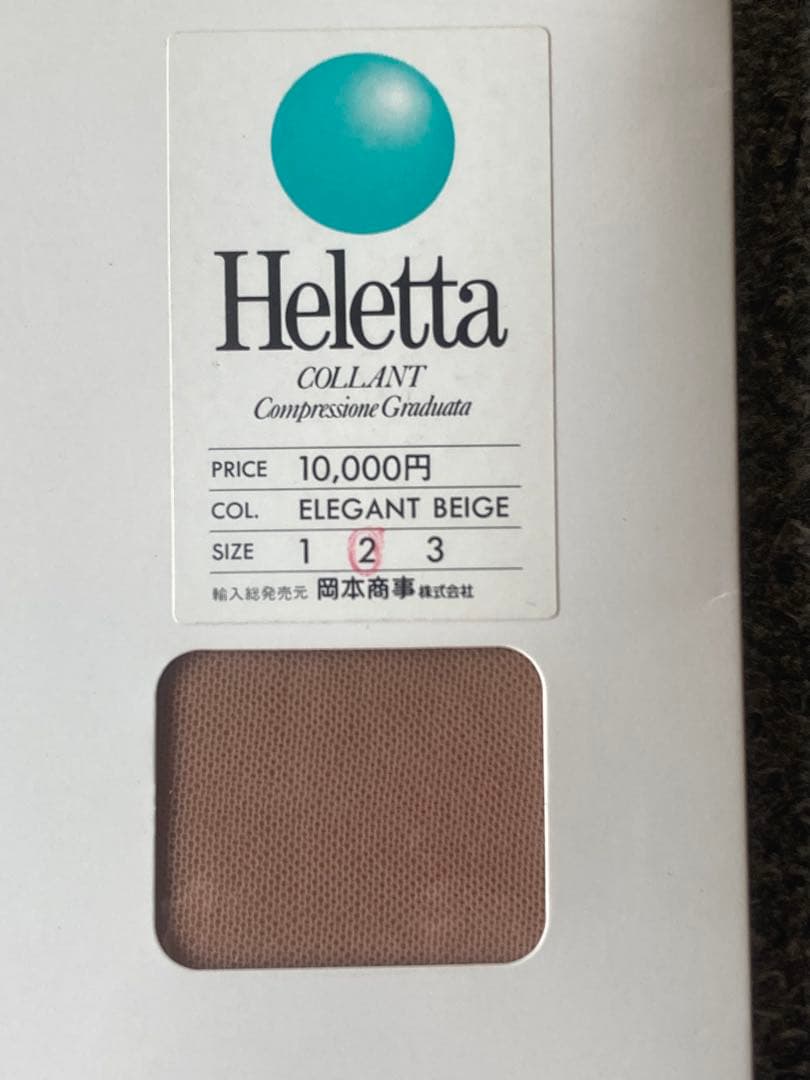 Heletta
COLLANT
Compressione Graduata
PRICE 10,000円
COL. ELEGANT BEIGE
SIZE 1 2 3
輸入総発売元 岡本商事株式会社